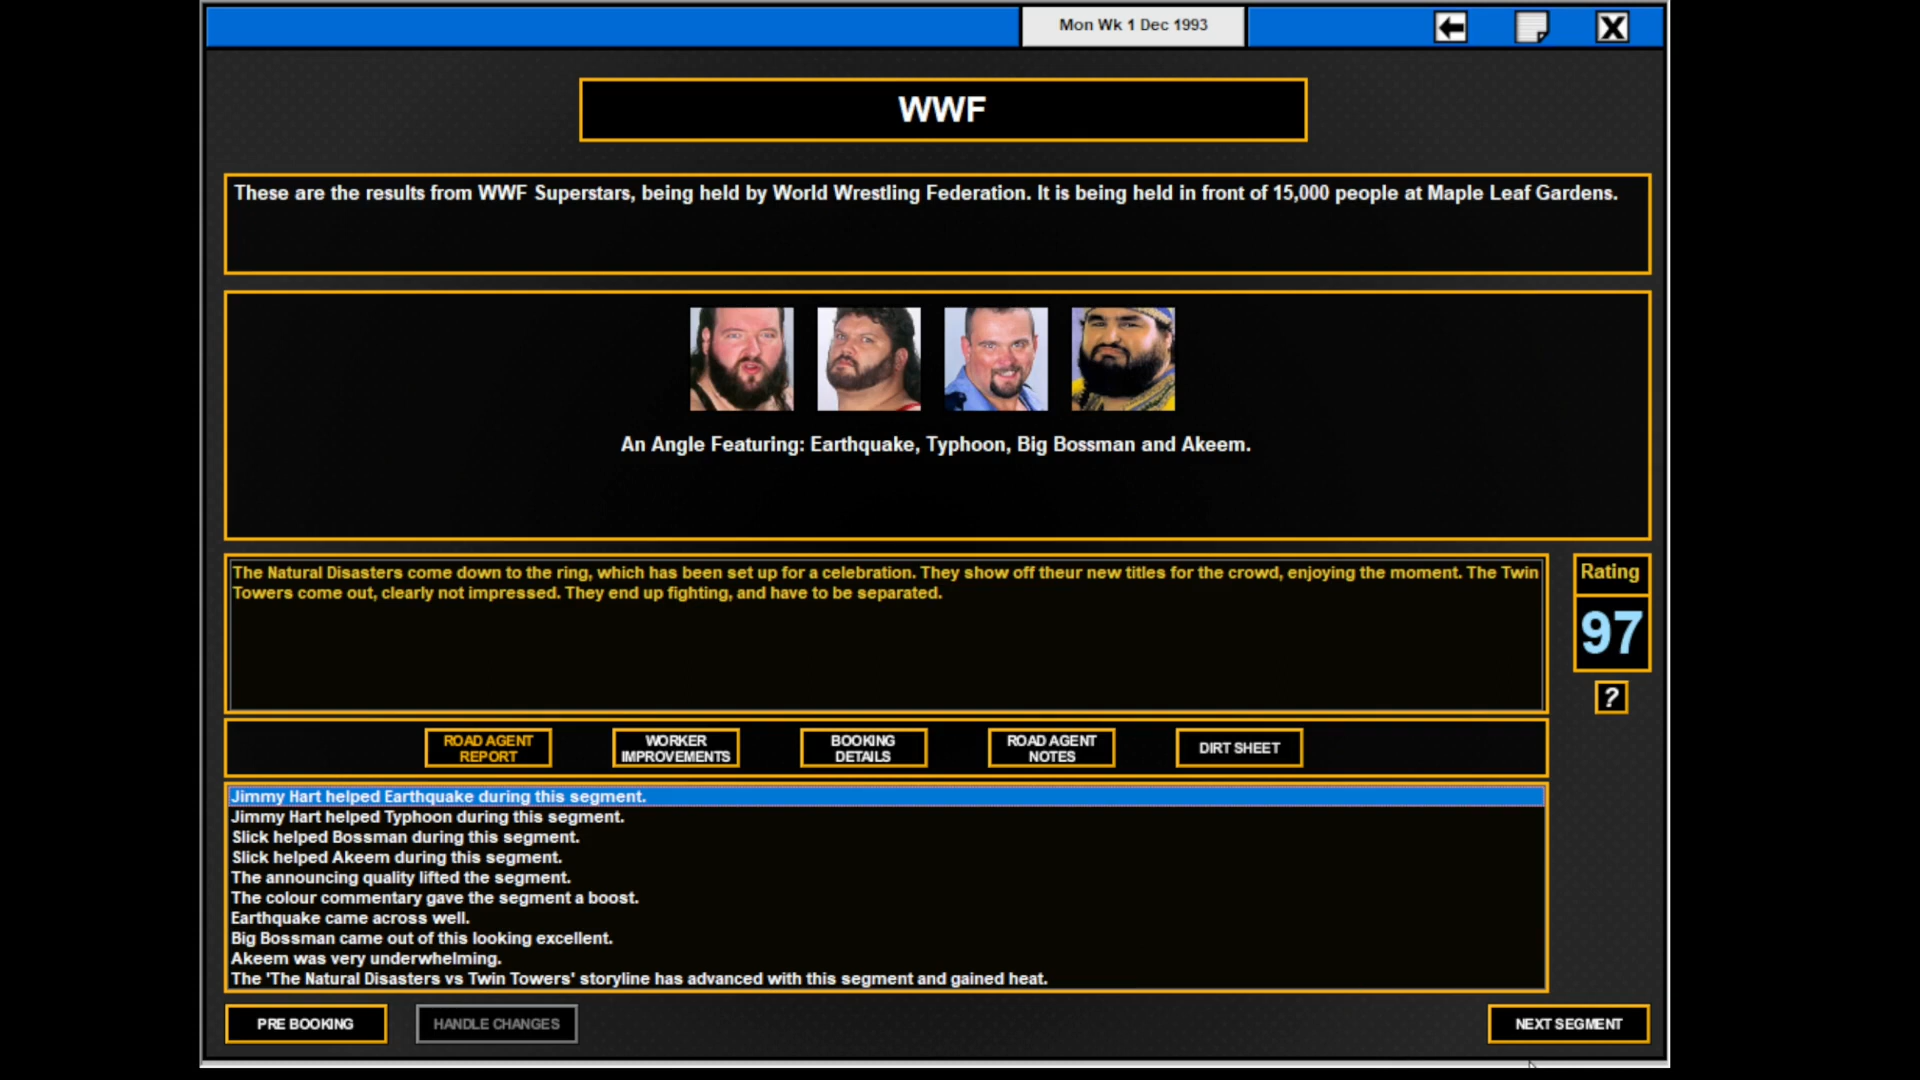 Mon Wk 1 Dec 1993
WWF
These are the results from WWF Superstars, being held by World Wrestling Federation. It is being held in front of 15,000 people at Maple Leaf Gardens.
An Angle Featuring: Earthquake, Typhoon, Big Bossman and Akeem.
The Natural Disasters come down to the ring, which has been set up for a celebration. They show off theur new titles for the crowd, enjoying the moment. The Twin
Towers come out, clearly not impressed. They end up fighting, and have to be separated.
Rating
97
?
ROAD AGENT
REPORT
WORKER
IMPROVEMENTS
BOOKING
DETAILS
ROAD AGENT
NOTES
DIRT SHEET
Jimmy Hart helped Earthquake during this segment.
Jimmy Hart helped Typhoon during this segment.
Slick helped Bossman during this segment.
Slick helped Akeem during this segment.
The announcing quality lifted the segment.
The colour commentary gave the segment a boost.
Earthquake came across well.
Big Bossman came out of this looking excellent.
Akeem was very underwhelming.
The 'The Natural Disasters vs Twin Towers' storyline has advanced with this segment and gained heat.
PRE BOOKING
HANDLE CHANGES
NEXT SEGMENT